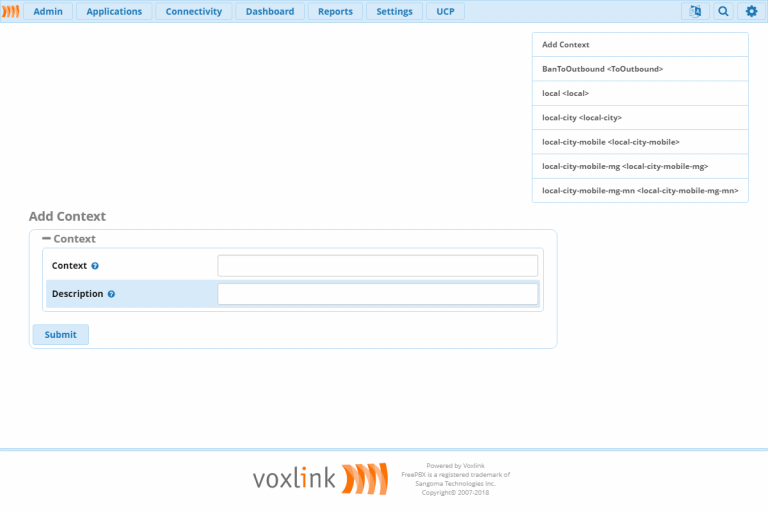 Admin
Applications
Connectivity
Dashboard
Reports
Settings
UCP
Add Context
BanToOutbound <ToOutbound>
local <local>
local-city <local-city>
local-city-mobile <local-city-mobile>
local-city-mobile-mg <local-city-mobile-mg>
local-city-mobile-mg-mn <local-city-mobile-mg-mn>
Add Context
Context
Context
Description
Submit
voxlink
Powered by Voxlink
FreePBX is a registered trademark of
Sangoma Technologies Inc.
Copyright© 2007-2018